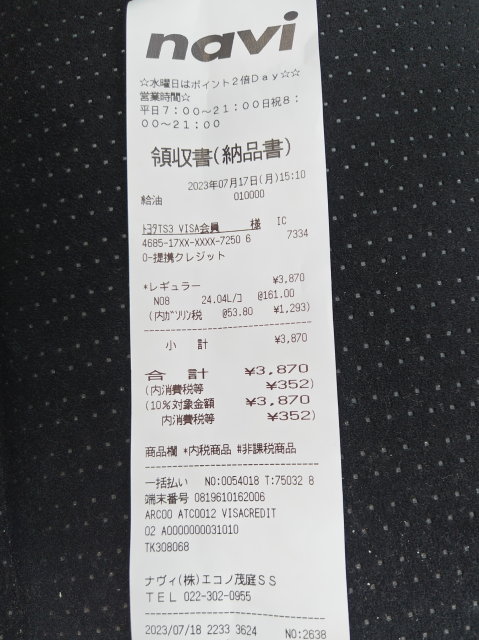 navi
☆水曜日はポイント2倍Day☆☆
営業時間☆
平日7:00～21:00日祝8:
00～21:00
領収書(納品書)
2023年07月17日(月)15:10
給油 010000
ﾄﾖﾀTS3 VISA会員 様 IC
4685-17XX-XXXX-7250 6 7334
0-提携クレジット
*レギュラー ¥3,870
N08 24.04L/ｺ @161.00
(内ｶﾞｿﾘﾝ税 @53.80 ¥1,293)
小 計 ¥3,870
合 計 ¥3,870
(内消費税等 ¥352)
(10%対象金額 ¥3,870
内消費税等 ¥352)
商品欄 *内税商品 #非課税商品
一括払い NO:0054018 T:75032 8
端末番号 0819610162006
ARC00 ATC0012 VISACREDIT
02 A0000000031010
TK308068
ナヴィ(株)エコノ茂庭SS
TEL 022-302-0955
2023/07/18 2233 3624 NO:2638